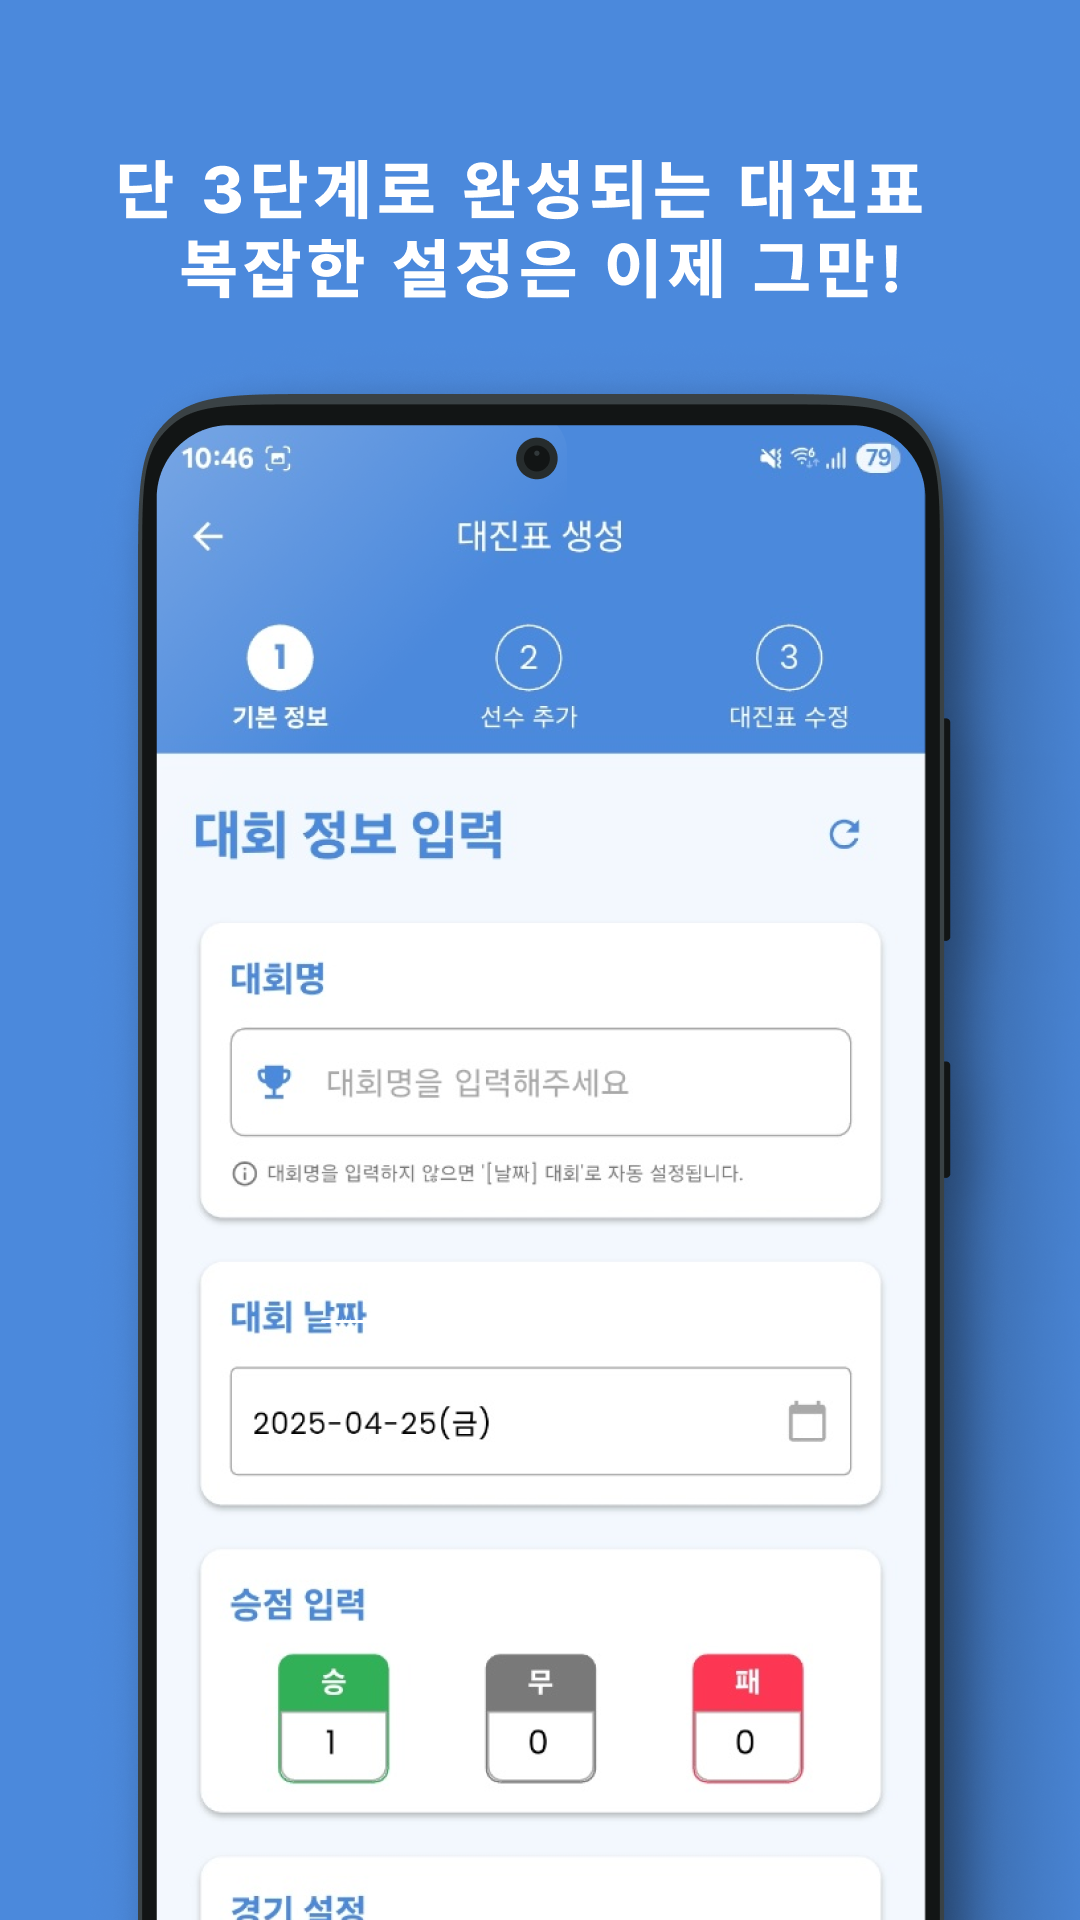 단 3단계로 완성되는 대진표
복잡한 설정은 이제 그만!
10:46
79
대진표 생성
1 2 3
기본 정보 선수 추가 대진표 수정
대회 정보 입력
대회명
대회명을 입력해주세요
대회명을 입력하지 않으면 '[날짜] 대회'로 자동 설정됩니다.
대회 날짜
2025-04-25(금)
승점 입력
승 무 패
1 0 0
경기 설정